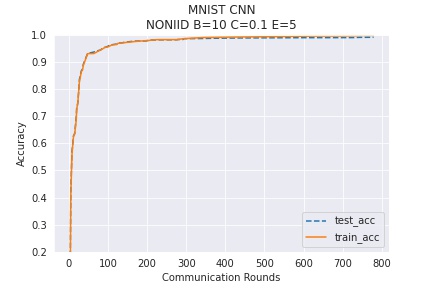 MNIST CNN
NONIID B=10 C=0.1 E=5
1.0
0.9
0.8
0.7
0.6
0.5
0.4
0.3
0.2
Accuracy
test_acc
train_acc
0 100 200 300 400 500 600 700 800
Communication Rounds